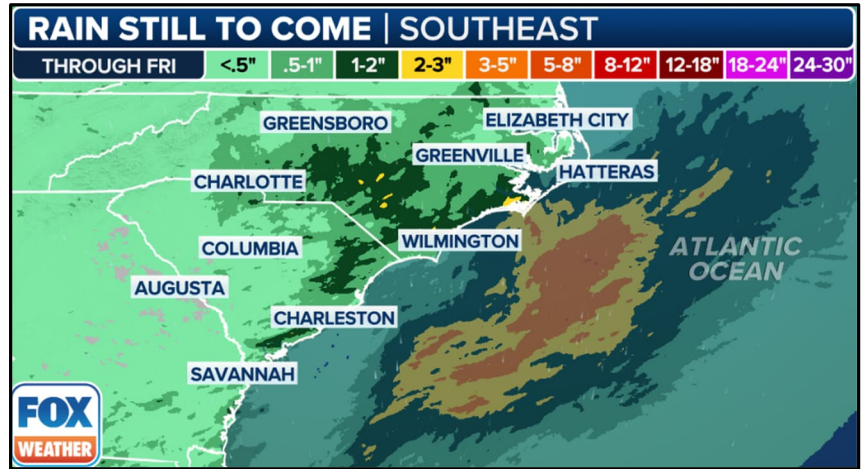 RAIN STILL TO COME | SOUTHEAST
THROUGH FRI <.5" .5-1" 1-2" 2-3" 3-5" 5-8" 8-12" 12-18" 18-24" 24-30"
GREENSBORO
ELIZABETH CITY
GREENVILLE
HATTERAS
CHARLOTTE
COLUMBIA
WILMINGTON
ATLANTIC
OCEAN
AUGUSTA
CHARLESTON
SAVANNAH
FOX
WEATHER